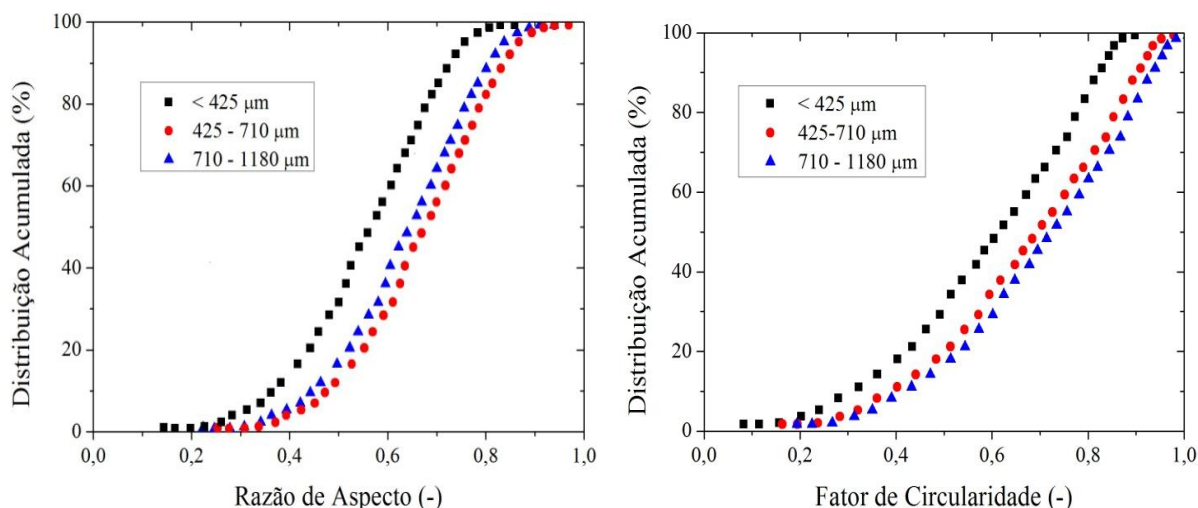 Distribuição Acumulada (%)
100
80
60
40
20
0
< 425 µm
425 - 710 µm
710 - 1180 µm
0,0 0,2 0,4 0,6 0,8 1,0
Razão de Aspecto (-)
Distribuição Acumulada (%)
100
80
60
40
20
0
< 425 µm
425-710 µm
710 - 1180 µm
0,0 0,2 0,4 0,6 0,8 1,0
Fator de Circularidade (-)